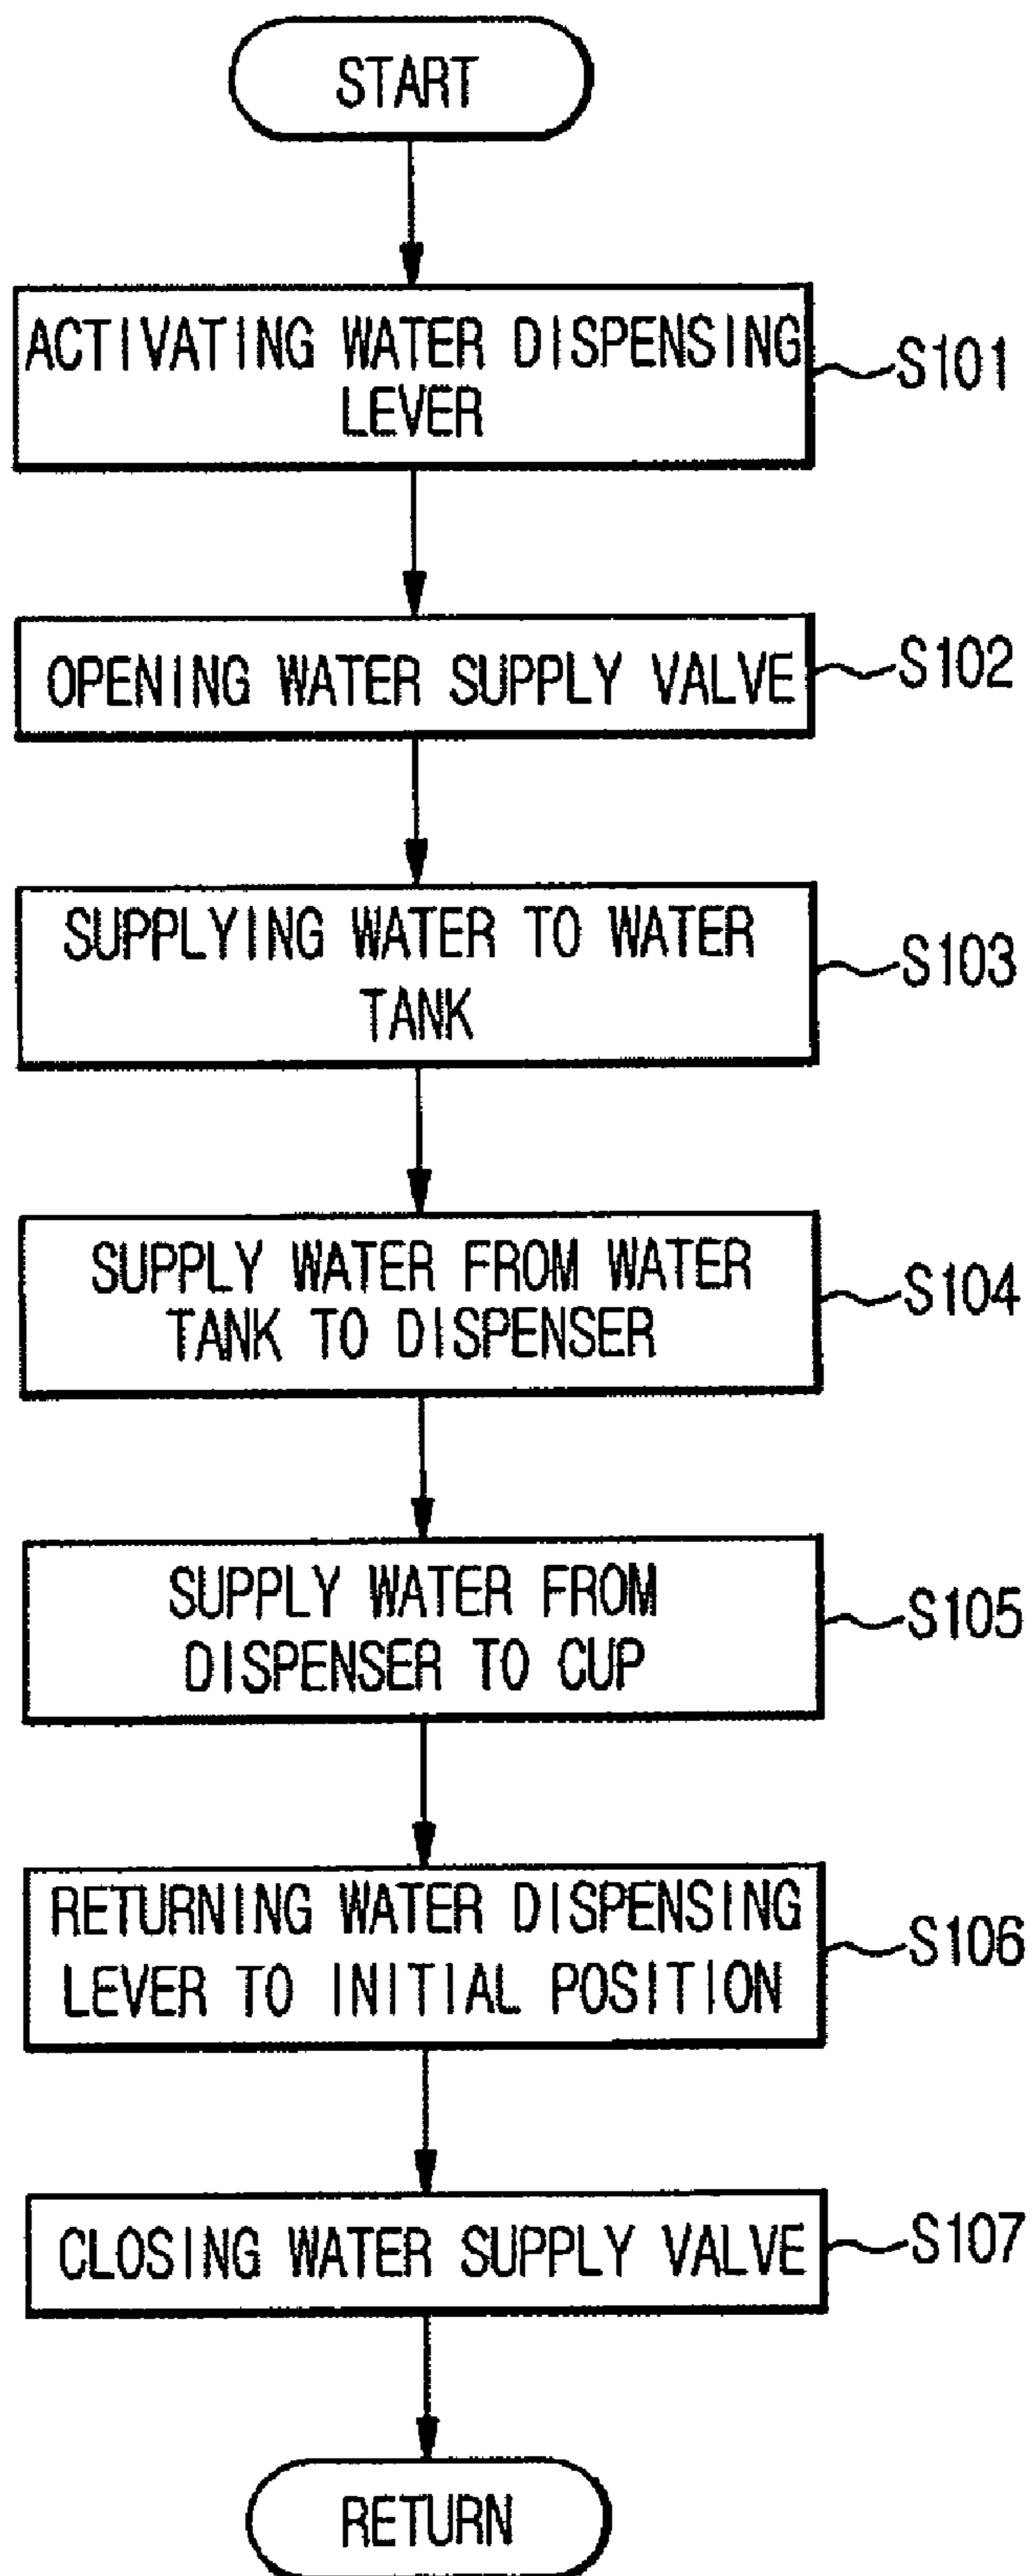 START
ACTIVATING WATER DISPENSING
LEVER
S101
OPENING WATER SUPPLY VALVE
S102
SUPPLYING WATER TO WATER
TANK
S103
SUPPLY WATER FROM WATER
TANK TO DISPENSER
S104
SUPPLY WATER FROM
DISPENSER TO CUP
S105
RETURNING WATER DISPENSING
LEVER TO INITIAL POSITION
S106
CLOSING WATER SUPPLY VALVE
S107
RETURN